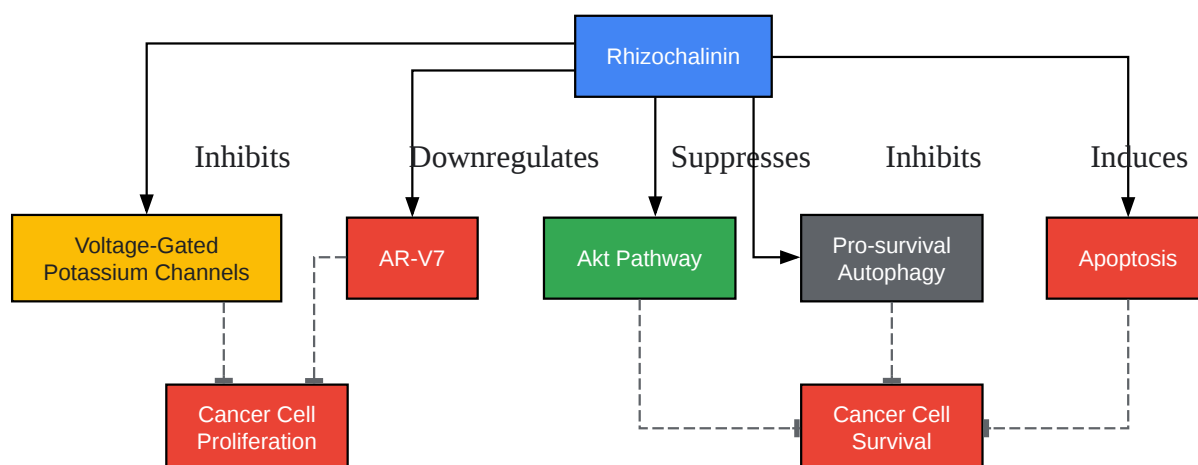 Rhizochalinin
Inhibits
Downregulates
Suppresses
Inhibits
Induces
Voltage-Gated
Potassium Channels
AR-V7
Akt Pathway
Pro-survival
Autophagy
Apoptosis
Cancer Cell
Proliferation
Cancer Cell
Survival